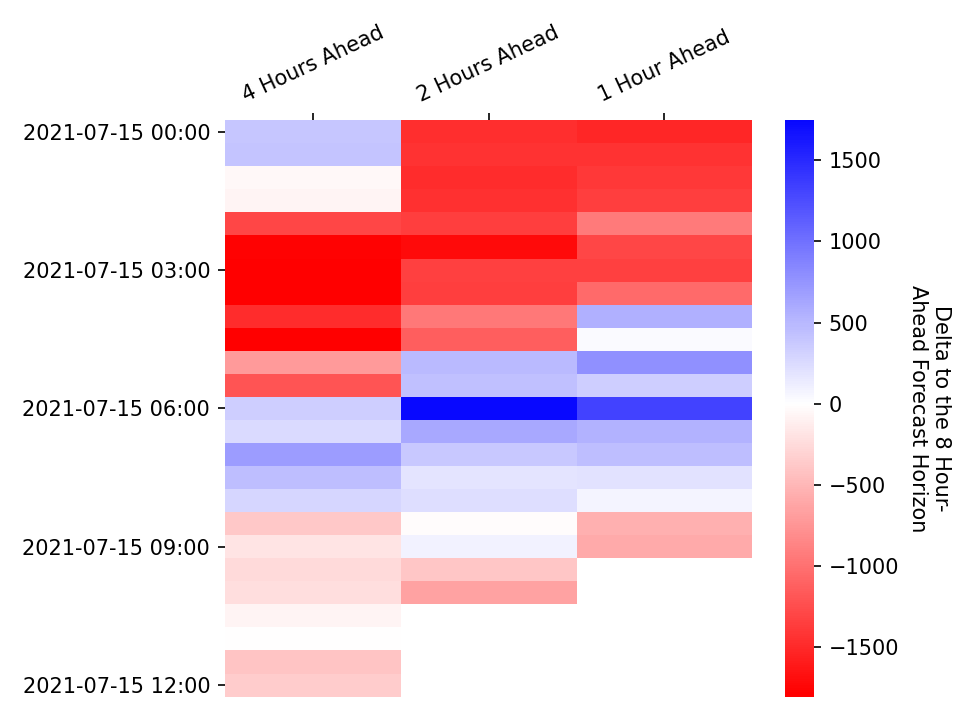 4 Hours Ahead
2 Hours Ahead
1 Hour Ahead
2021-07-15 00:00
2021-07-15 03:00
2021-07-15 06:00
2021-07-15 09:00
2021-07-15 12:00
1500
1000
500
0
−500
−1000
−1500
Delta to the 8 Hour-
Ahead Forecast Horizon